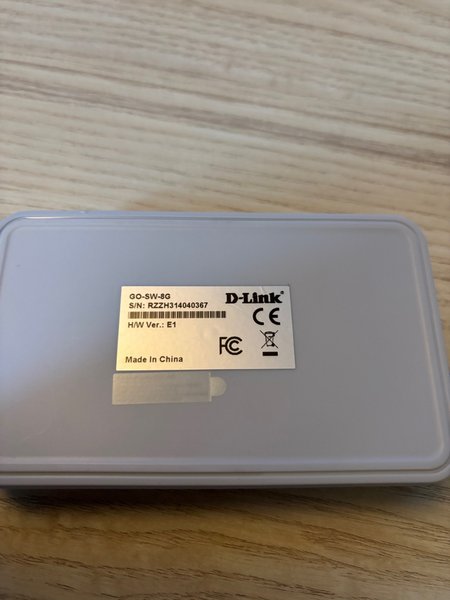 GO-SW-8G
D-Link®
S/N: RZZH314040367
H/W Ver.: E1
CE
FC
Made In China